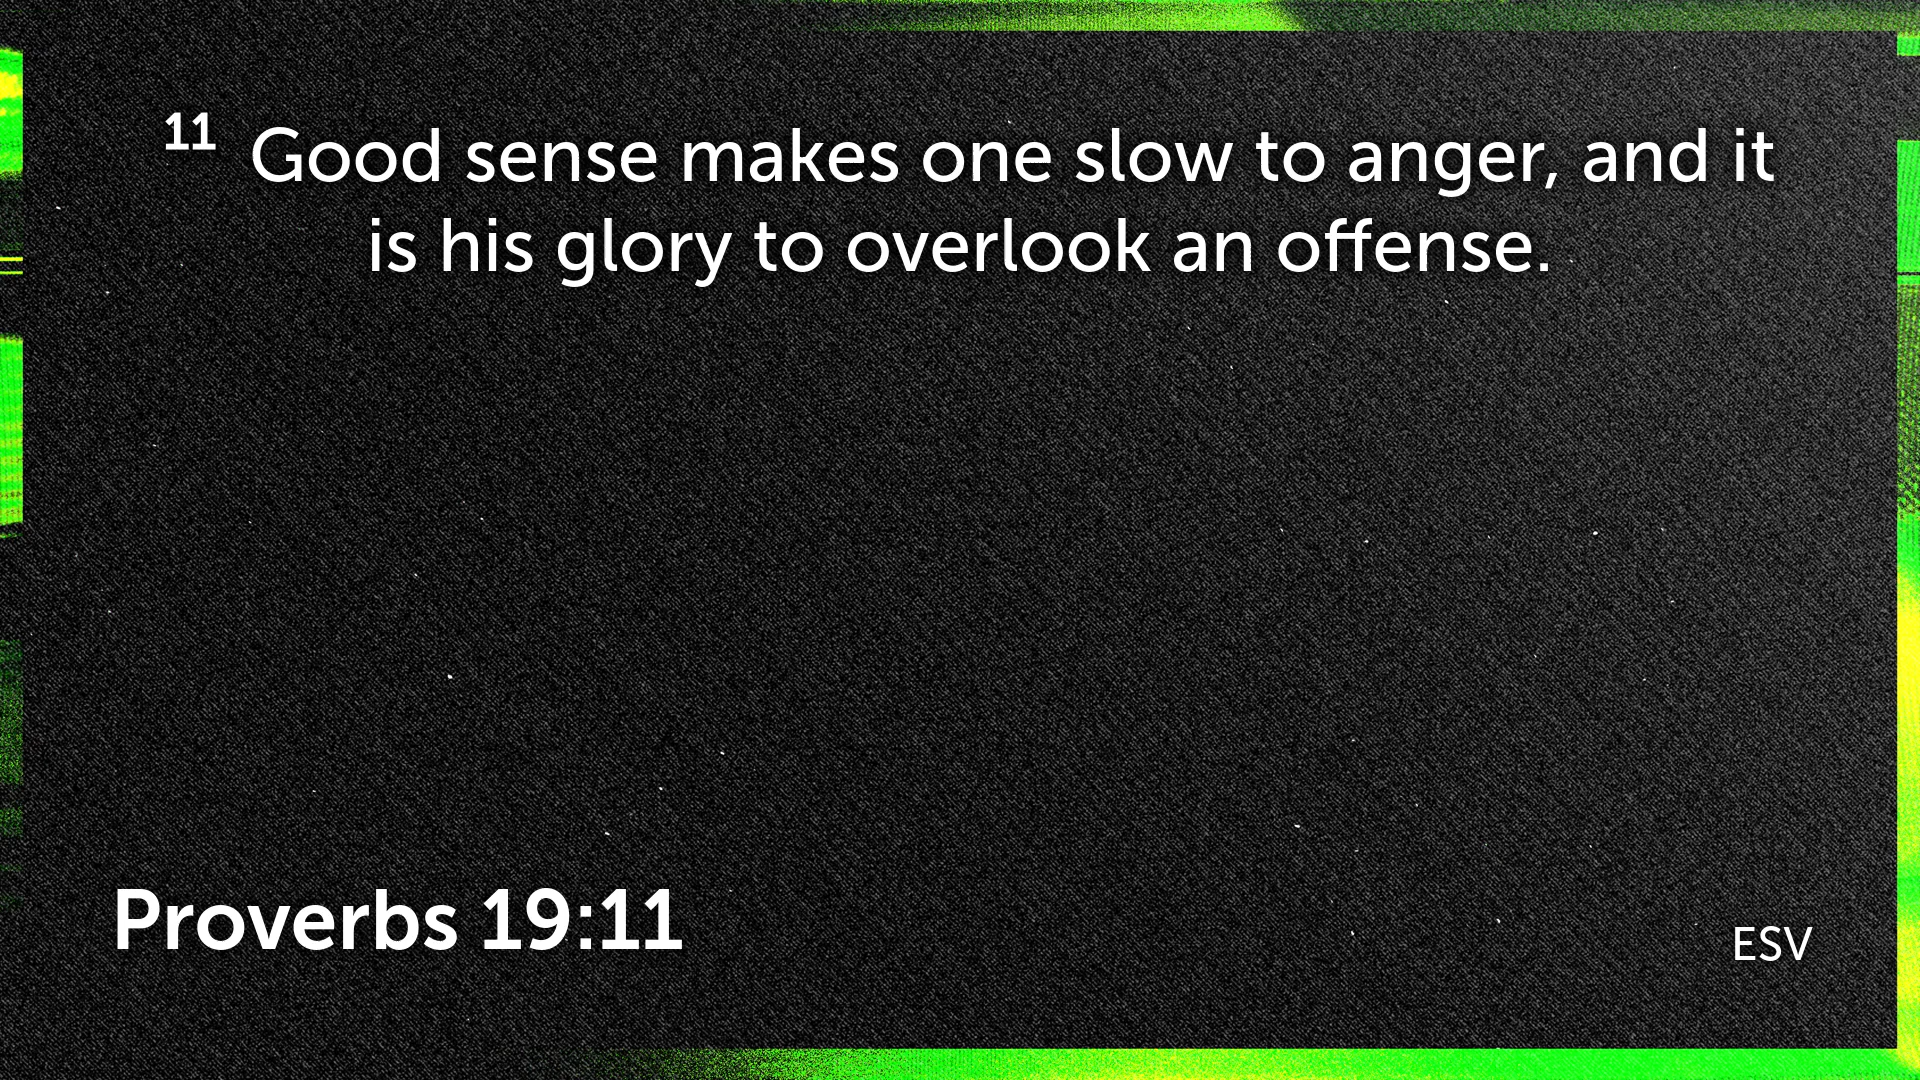 11 Good sense makes one slow to anger, and it
is his glory to overlook an offense.
Proverbs 19:11
ESV